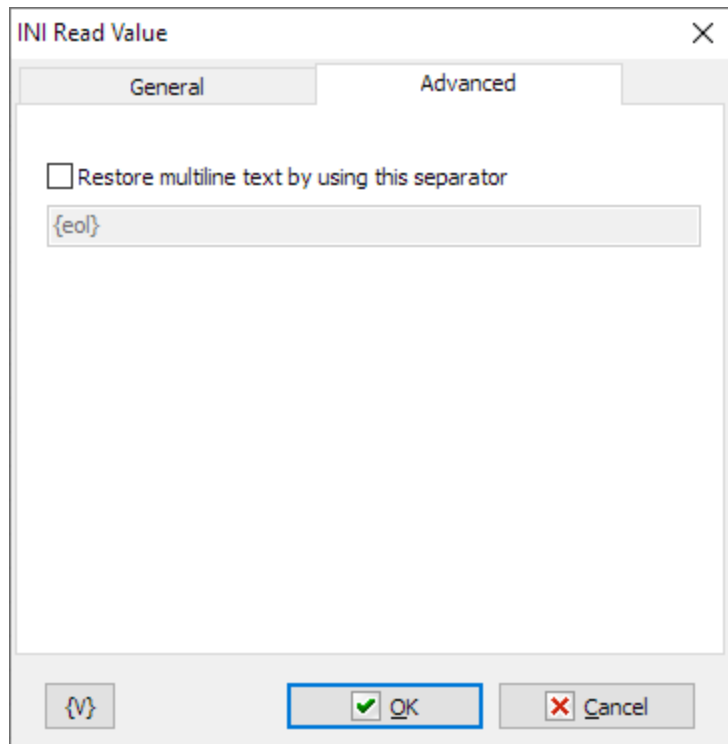 INI Read Value
General
Advanced
Restore multiline text by using this separator
{eol}
{V}
OK
Cancel